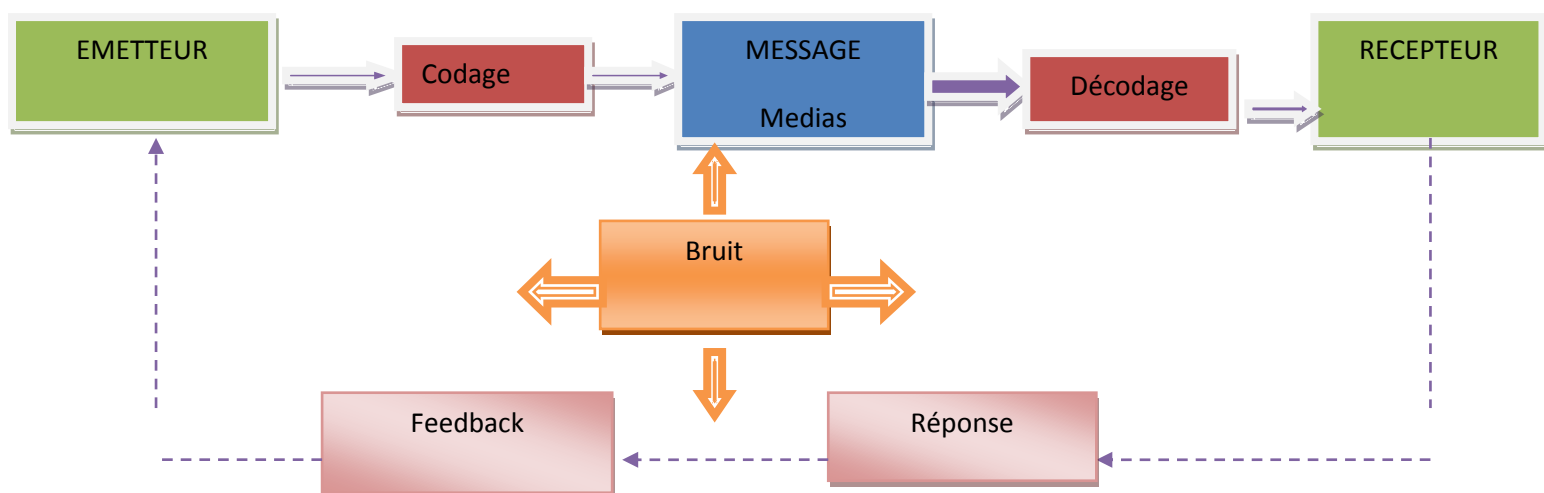 EMETTEUR
Codage
MESSAGE
Medias
Décodage
RECEPTEUR
Bruit
Feedback
Réponse